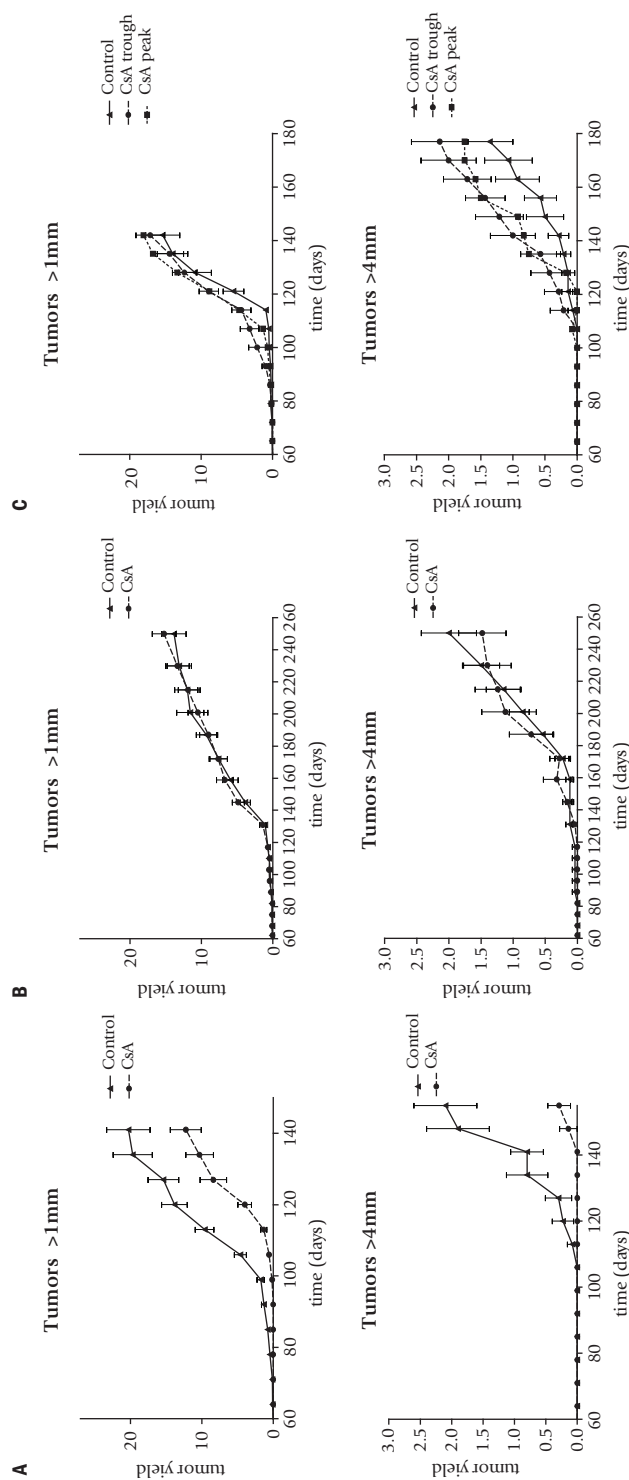 A
Tumors >1mm
Control
CsA
tumor yield
20
10
0
60 80 100 120 140
time (days)
Tumors >4mm
Control
CsA
tumor yield
3.0
2.5
2.0
1.5
1.0
0.5
0.0
60 80 100 120 140
time (days)
B
Tumors >1mm
Control
CsA
tumor yield
20
10
0
60 80 100 120 140 160 180 200 220 240 260
time (days)
Tumors >4mm
Control
CsA
tumor yield
3.0
2.5
2.0
1.5
1.0
0.5
0.0
60 80 100 120 140 160 180 200 220 240 260
time (days)
C
Tumors >1mm
Control
CsA trough
CsA peak
tumor yield
20
10
0
60 80 100 120 140 160 180
time (days)
Tumors >4mm
Control
CsA trough
CsA peak
tumor yield
3.0
2.5
2.0
1.5
1.0
0.5
0.0
60 80 100 120 140 160 180
time (days)